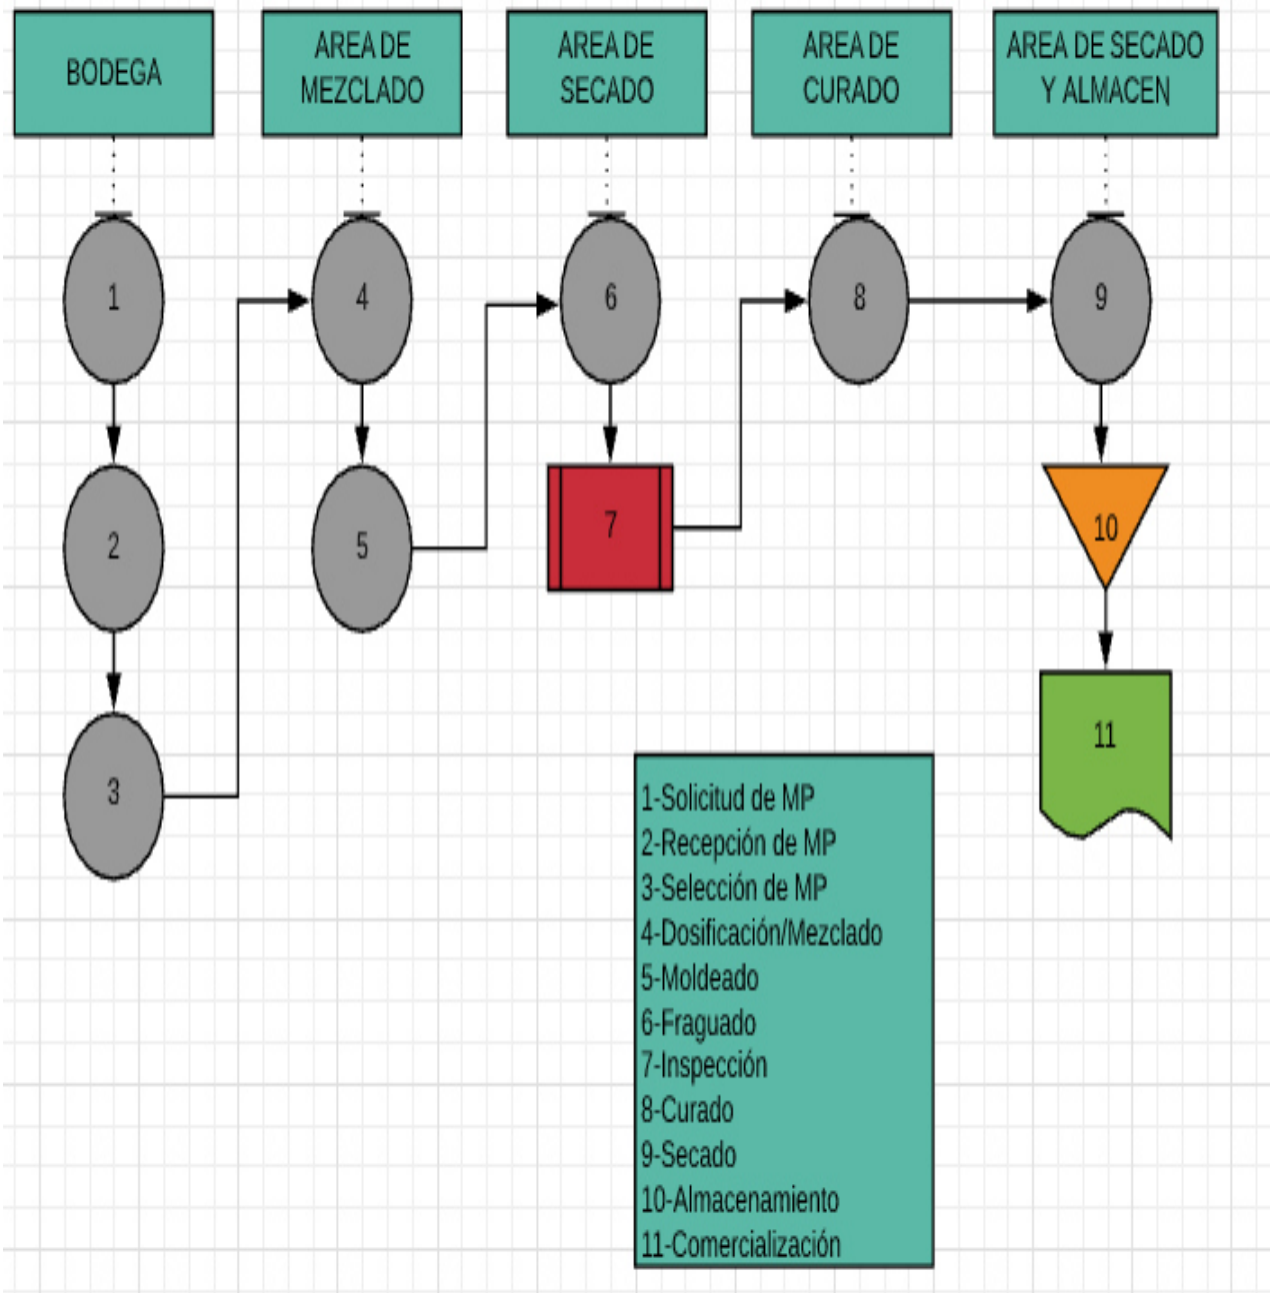 BODEGA
AREA DE
MEZCLADO
AREA DE
SECADO
AREA DE
CURADO
AREA DE SECADO
Y ALMACEN
1
4
6
8
9
2
5
7
10
3
11
1-Solicitud de MP
2-Recepción de MP
3-Selección de MP
4-Dosificación/Mezclado
5-Moldeado
6-Fraguado
7-Inspección
8-Curado
9-Secado
10-Almacenamiento
11-Comercialización